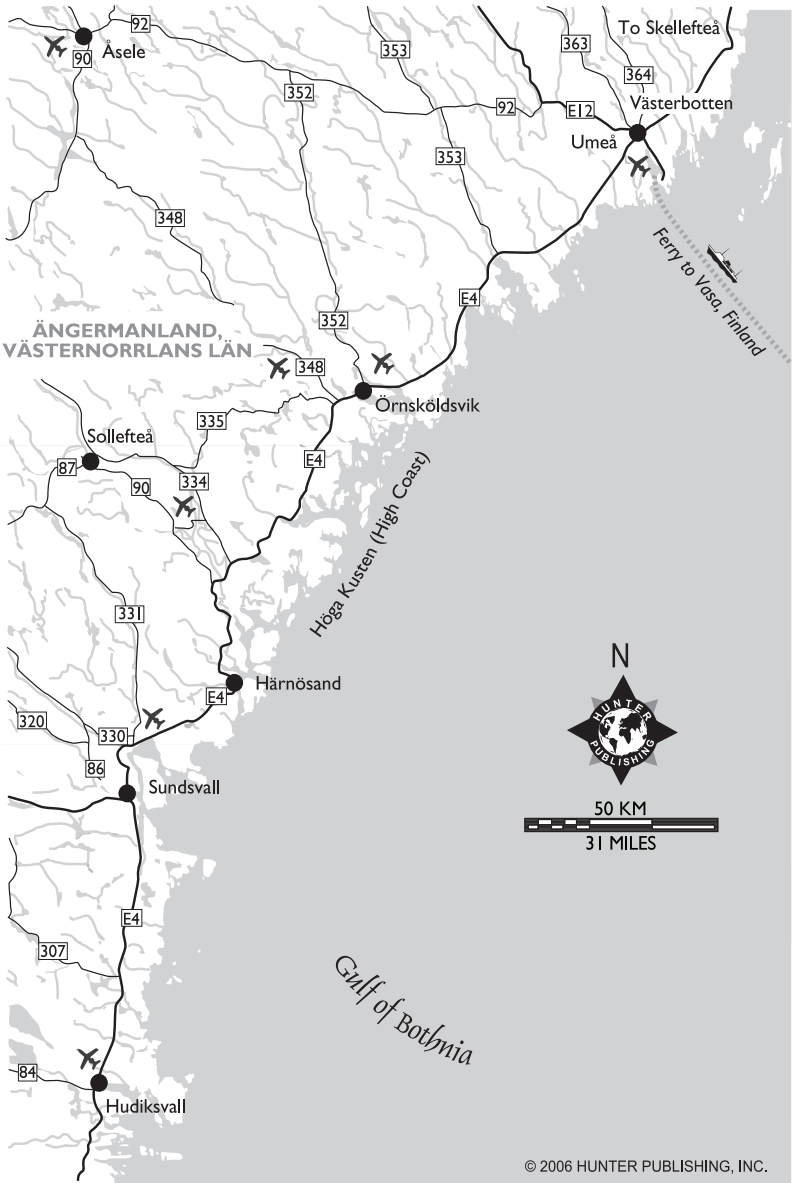 92
To Skellefteå
Åsele
353
363
90
364
352
Västerbotten
92
E12
Umeå
353
348
Ferry to Vasa, Finland
E4
352
ÄNGERMANLAND,
VÄSTERNORRLANS LÄN
348
Örnsköldsvik
335
Sollefteå
E4
87
334
90
Höga Kusten (High Coast)
331
N
Härnösand
E4
HUNTER
PUBLISHING
320
330
86
Sundsvall
50 KM
31 MILES
E4
307
Gulf of Bothnia
84
Hudiksvall
© 2006 HUNTER PUBLISHING, INC.